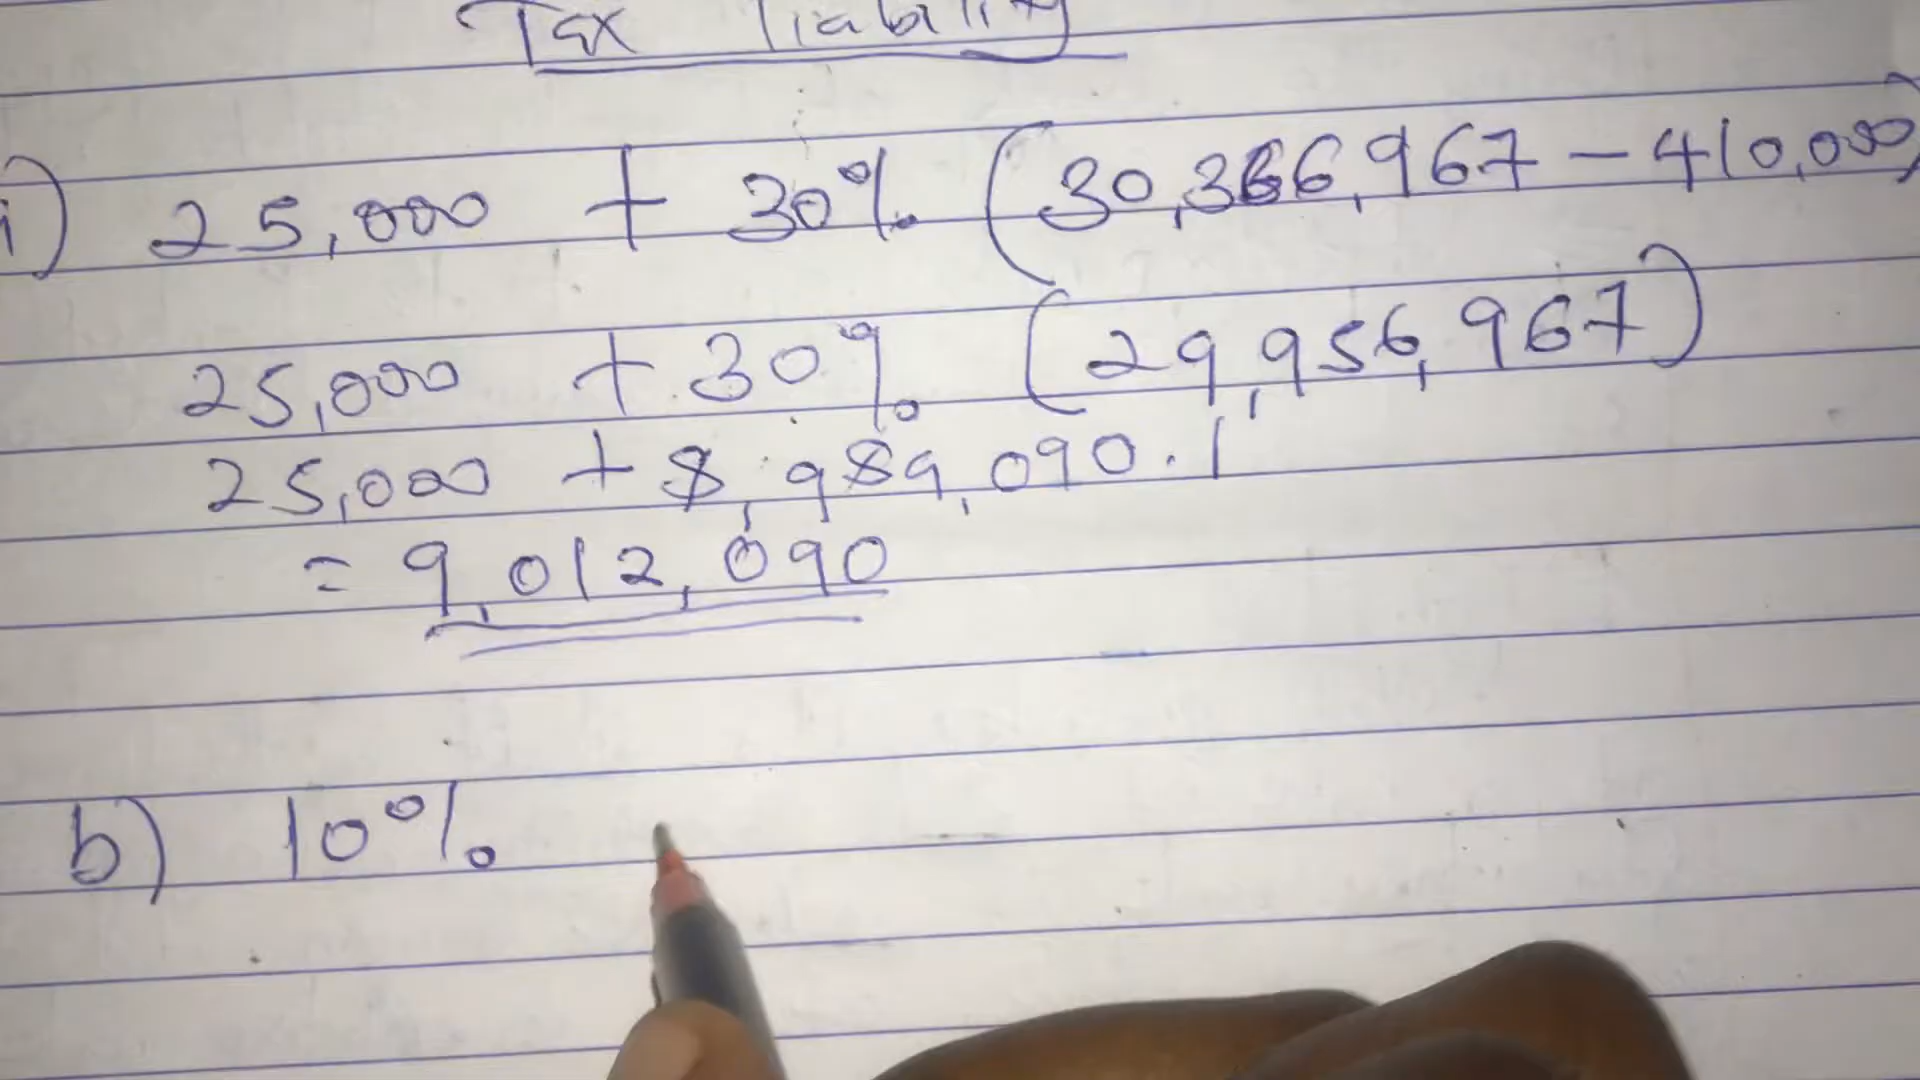 Tax liability
i) 25,000 + 30% (30,366,967 - 410,000)
25,000 + 30% (29,956,967)
25,000 + 8,989,090.1
= 9,012,090
b) 10%